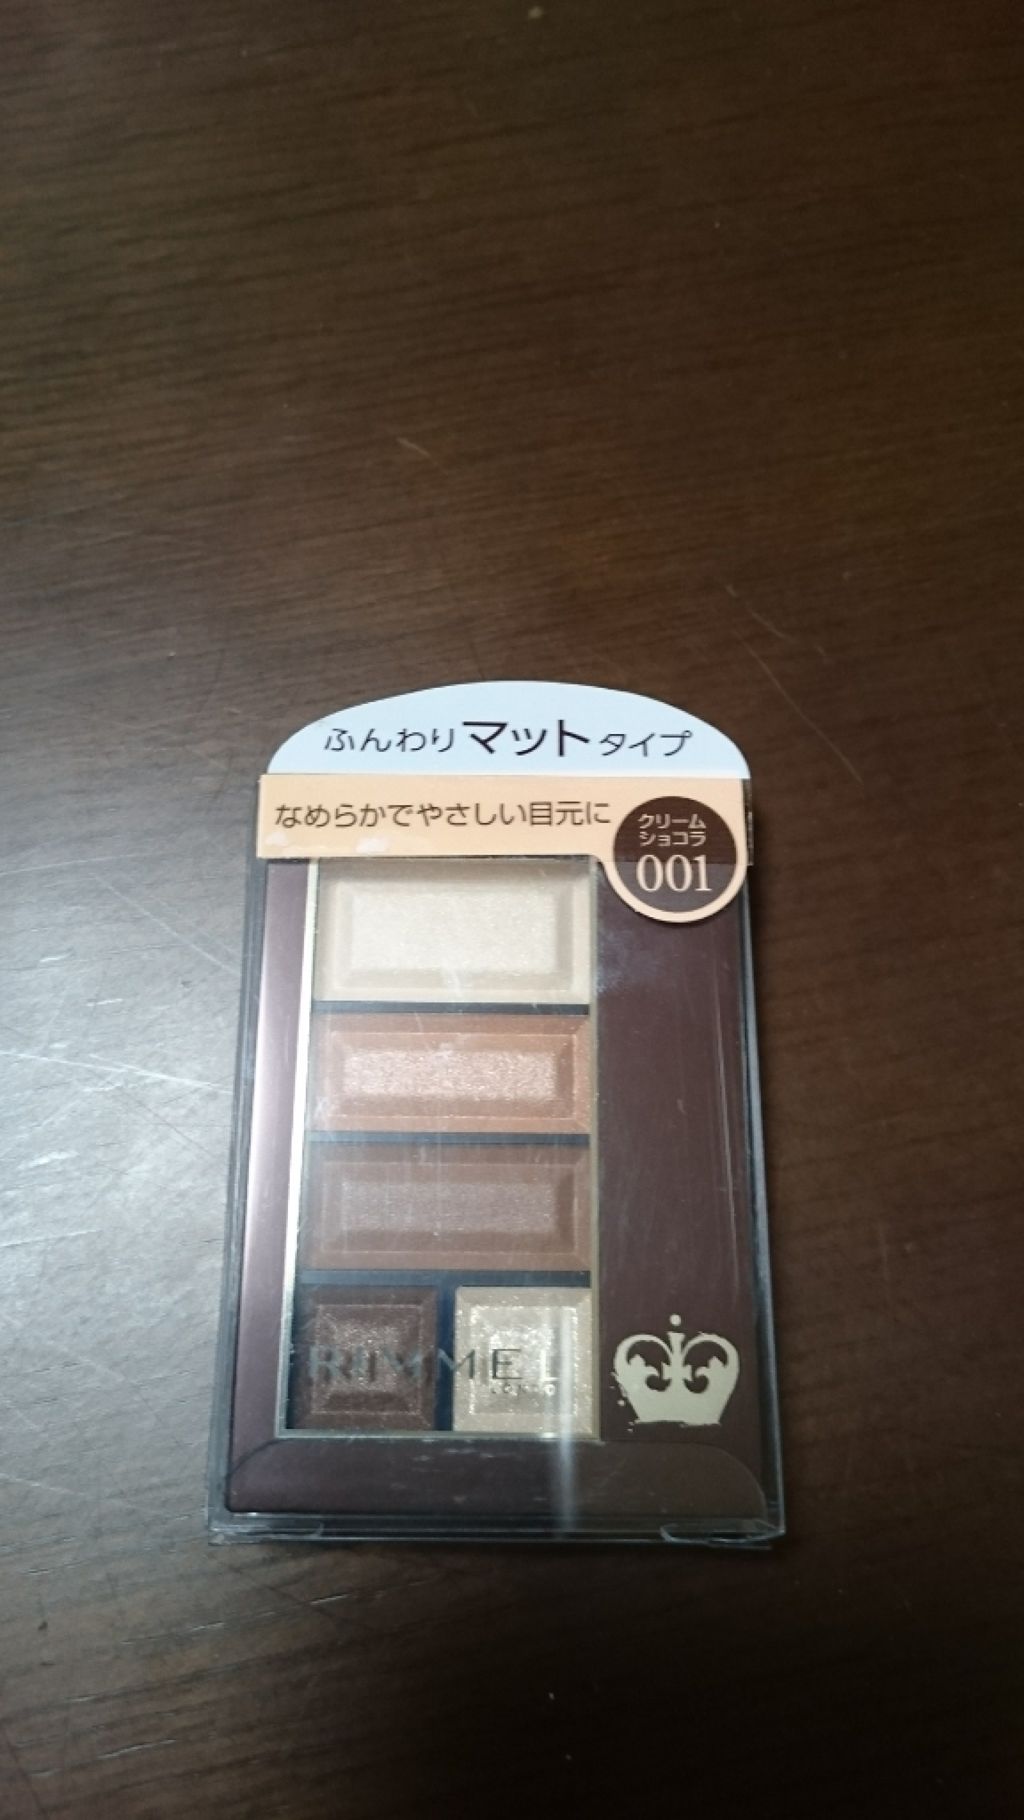 ふんわりマットタイプ
なめらかでやさしい目元に
クリーム
ショコラ
001
RIMMEL
LONDON